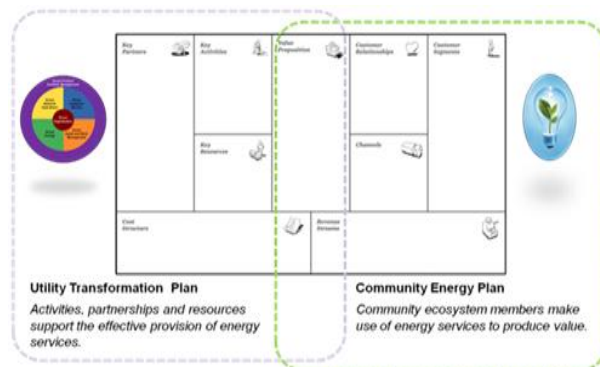 Key
Partners
Key
Activities
Value
Proposition
Customer
Relationships
Customer
Segments
Key
Resources
Channels
Cost
Structure
Revenue
Streams
Utility Transformation Plan
Activities, partnerships and resources
support the effective provision of energy
services.
Community Energy Plan
Community ecosystem members make
use of energy services to produce value.